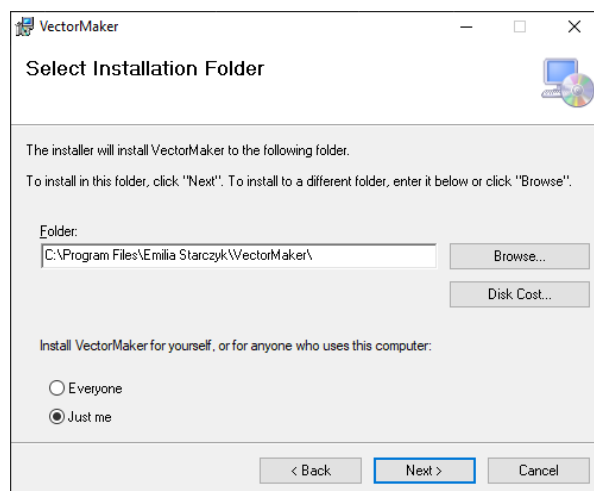 VectorMaker
Select Installation Folder
The installer will install VectorMaker to the following folder.
To install in this folder, click "Next". To install to a different folder, enter it below or click "Browse".
Folder:
C:\Program Files\Emilia Starczyk\VectorMaker\
Browse...
Disk Cost...
Install VectorMaker for yourself, or for anyone who uses this computer:
Everyone
Just me
< Back
Next >
Cancel